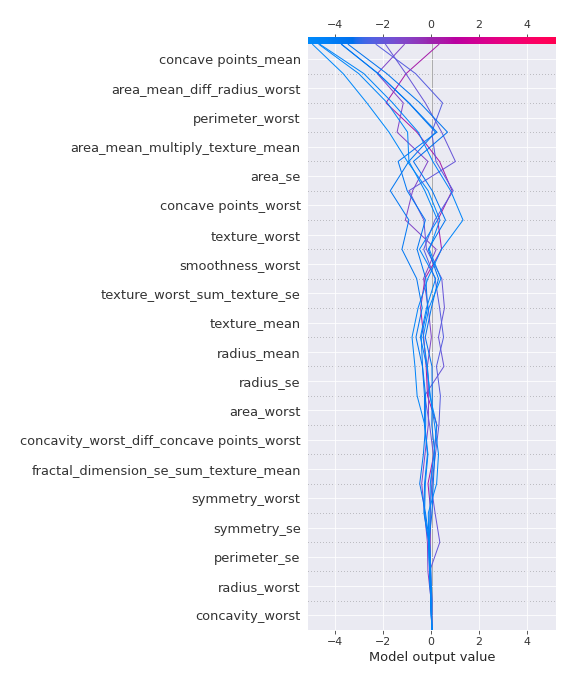 −4 −2 0 2 4
concave points_mean
area_mean_diff_radius_worst
perimeter_worst
area_mean_multiply_texture_mean
area_se
concave points_worst
texture_worst
smoothness_worst
texture_worst_sum_texture_se
texture_mean
radius_mean
radius_se
area_worst
concavity_worst_diff_concave points_worst
fractal_dimension_se_sum_texture_mean
symmetry_worst
symmetry_se
perimeter_se
radius_worst
concavity_worst
−4 −2 0 2 4
Model output value